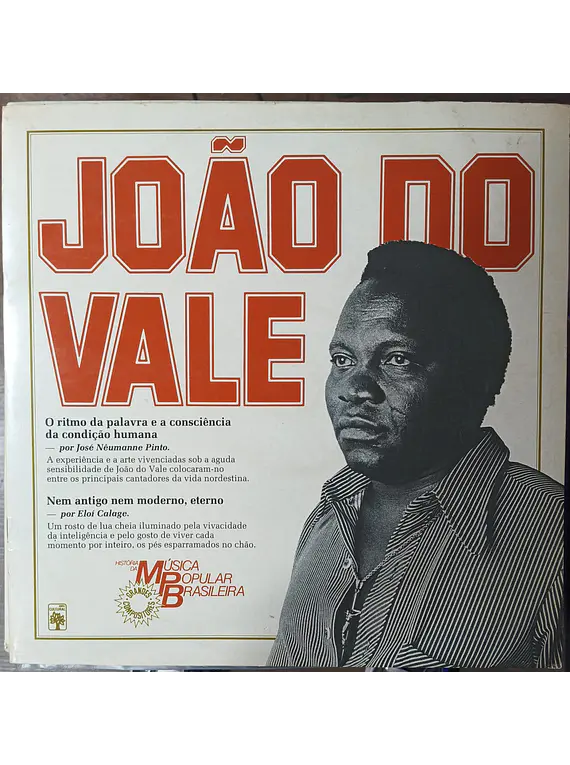 JOÃO DO
VALE
O ritmo da palavra e a consciência
da condição humana
— por José Nêumanne Pinto.
A experiência e a arte vivenciadas sob a aguda
sensibilidade de João do Vale colocaram-no
entre os principais cantadores da vida nordestina.
Nem antigo nem moderno, eterno
— por Eloí Calage.
Um rosto de lua cheia iluminado pela vivacidade
da inteligência e pelo gosto de viver cada
momento por inteiro, os pés esparramados no chão.
HISTÓRIA DA
MÚSICA
POPULAR
BRASILEIRA
GRANDES COMPOSITORES
CULTURAL